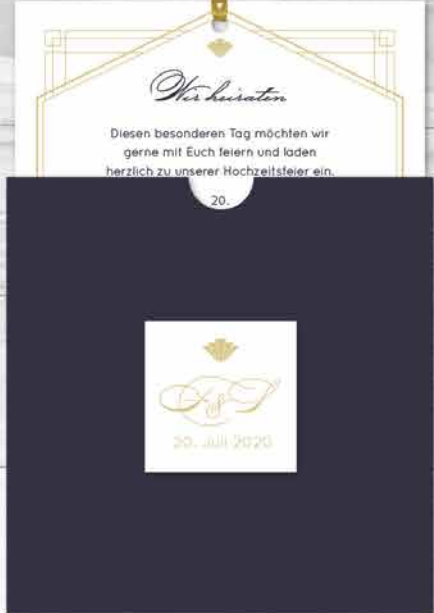 Wir heiraten
Diesen besonderen Tag möchten wir
gerne mit Euch feiern und laden
herzlich zu unserer Hochzeitsfeier ein.
20.
&
20. Juli 2020